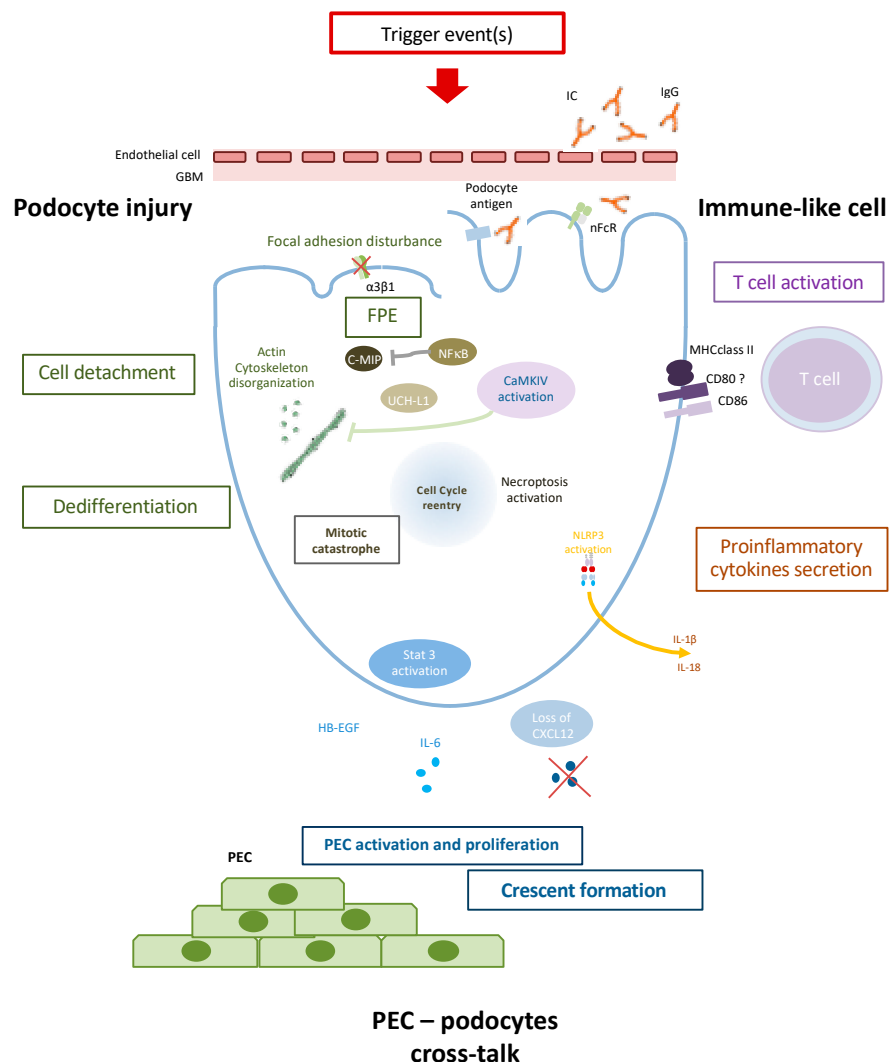 Trigger event(s)
IC
IgG
Endothelial cell
GBM
Podocyte injury
Podocyte
antigen
nFcR
Immune-like cell
Focal adhesion disturbance
α3β1
FPE
T cell activation
Actin
Cytoskeleton
disorganization
C-MIP
NFκB
MHCclass II
CD80 ?
CD86
T cell
Cell detachment
UCH-L1
CaMKIV
activation
Cell Cycle
reentry
Necroptosis
activation
Dedifferentiation
Mitotic
catastrophe
NLRP3
activation
Proinflammatory
cytokines secretion
IL-1β
IL-18
Stat 3
activation
HB-EGF
IL-6
Loss of
CXCL12
PEC activation and proliferation
PEC
Crescent formation
PEC – podocytes
cross-talk